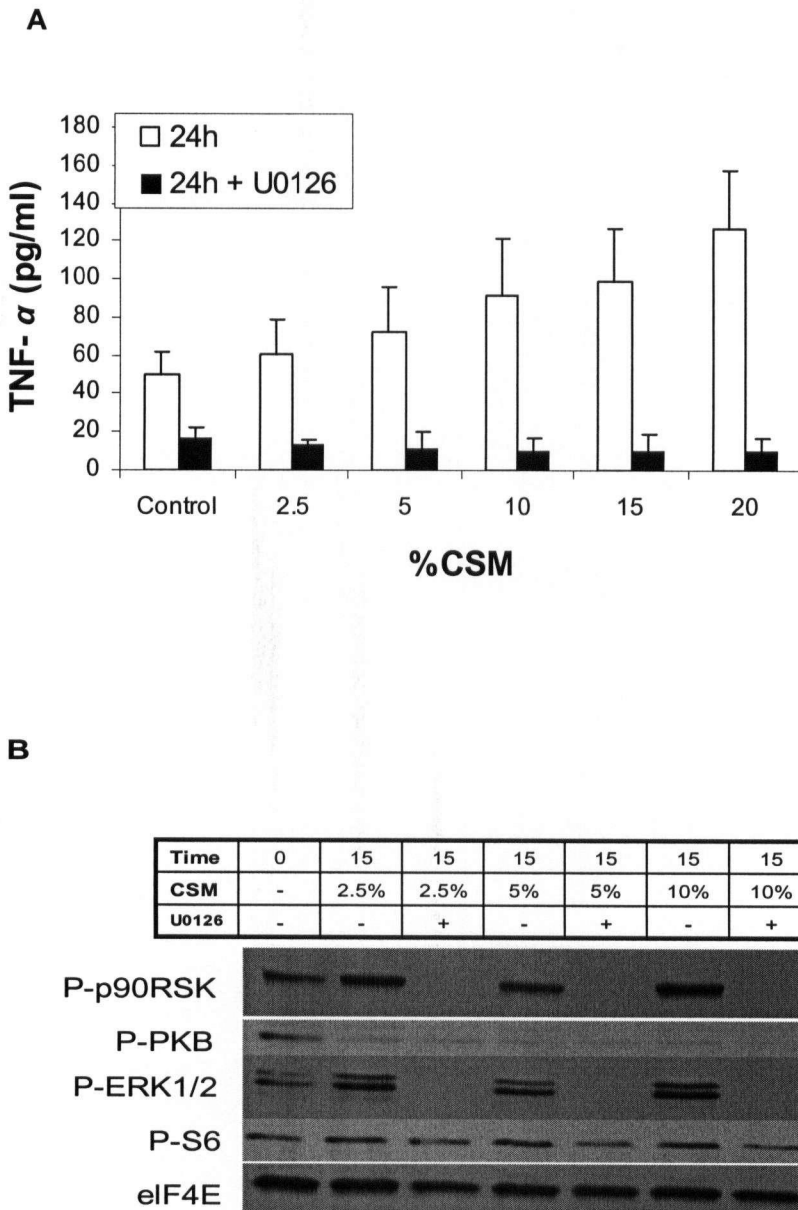 A
180
160
140
120
100
80
60
40
20
0
TNF- α (pg/ml)
24h
24h + U0126
Control 2.5 5 10 15 20
%CSM
B
Time 0 15 15 15 15 15 15
CSM - 2.5% 2.5% 5% 5% 10% 10%
U0126 - - + - + - +
P-p90RSK
P-PKB
P-ERK1/2
P-S6
eIF4E